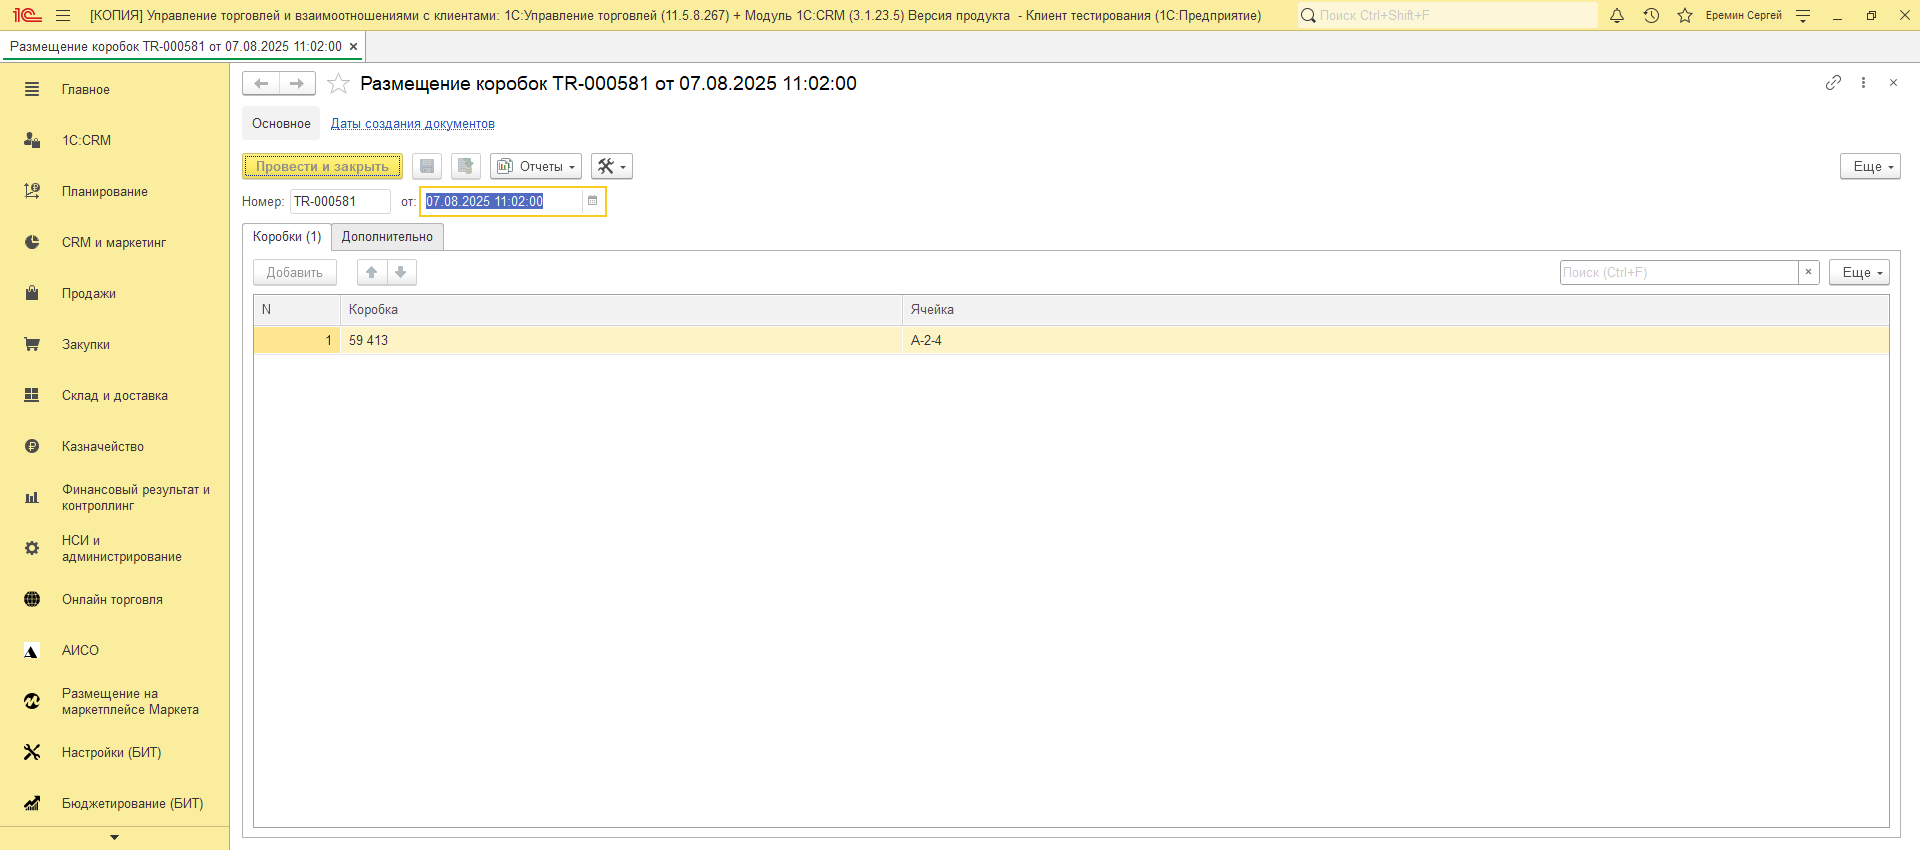 [КОПИЯ] Управление торговлей и взаимоотношениями с клиентами: 1С:Управление торговлей (11.5.8.267) + Модуль 1С:CRM (3.1.23.5) Версия продукта - Клиент тестирования (1С:Предприятие)
Поиск Ctrl+Shift+F
Еремин Сергей
Размещение коробок TR-000581 от 07.08.2025 11:02:00
Главное
1С:CRM
Планирование
CRM и маркетинг
Продажи
Закупки
Склад и доставка
Казначейство
Финансовый результат и
контроллинг
НСИ и
администрирование
Онлайн торговля
АИСО
Размещение на
маркетплейсе Маркета
Настройки (БИТ)
Бюджетирование (БИТ)
Размещение коробок TR-000581 от 07.08.2025 11:02:00
Основное Даты создания документов
Провести и закрыть Отчеты Еще
Номер: TR-000581 от: 07.08.2025 11:02:00
Коробки (1) Дополнительно
Добавить Поиск (Ctrl+F) × Еще
N Коробка Ячейка
1 59 413 А-2-4